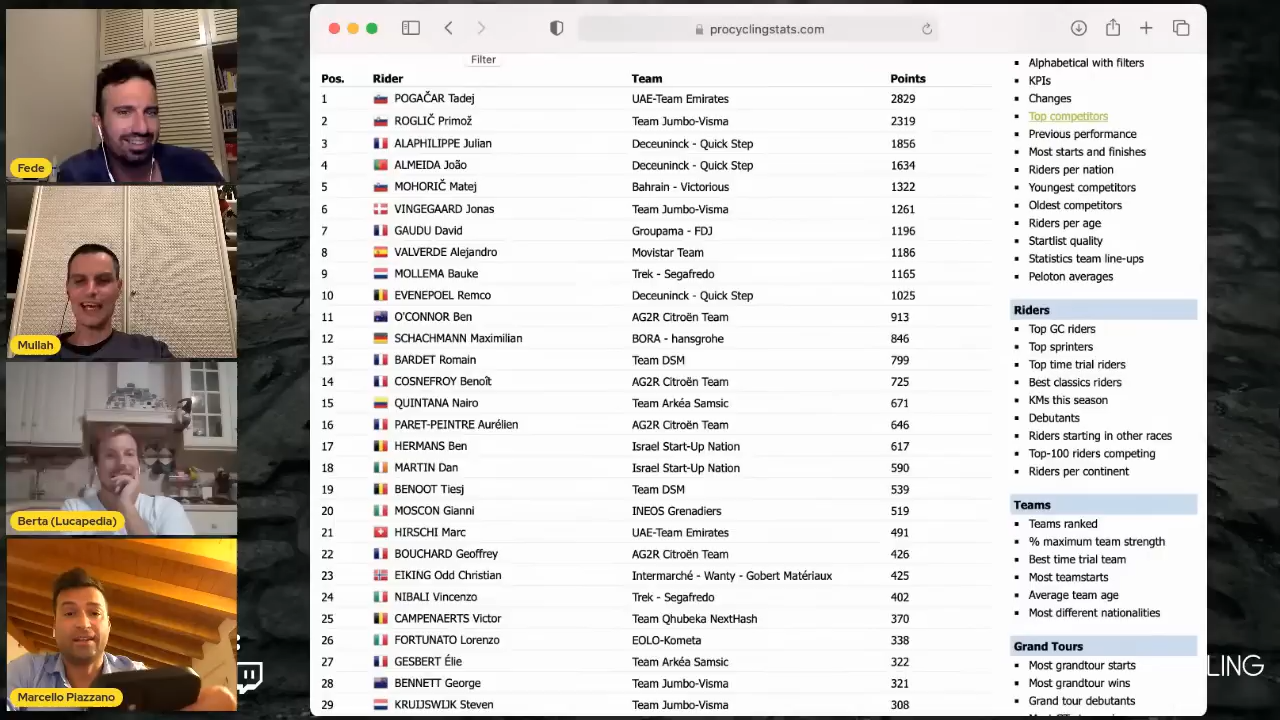 Fede
Mullah
Berta (Lucapedia)
Marcello Piazzano
procyclingstats.com
Filter
Pos. Rider Team Points
1 POGAČAR Tadej UAE-Team Emirates 2829
2 ROGLIČ Primož Team Jumbo-Visma 2319
3 ALAPHILIPPE Julian Deceuninck - Quick Step 1856
4 ALMEIDA João Deceuninck - Quick Step 1634
5 MOHORIČ Matej Bahrain - Victorious 1322
6 VINGEGAARD Jonas Team Jumbo-Visma 1261
7 GAUDU David Groupama - FDJ 1196
8 VALVERDE Alejandro Movistar Team 1186
9 MOLLEMA Bauke Trek - Segafredo 1165
10 EVENEPOEL Remco Deceuninck - Quick Step 1025
11 O'CONNOR Ben AG2R Citroën Team 913
12 SCHACHMANN Maximilian BORA - hansgrohe 846
13 BARDET Romain Team DSM 799
14 COSNEFROY Benoît AG2R Citroën Team 725
15 QUINTANA Nairo Team Arkéa Samsic 671
16 PARET-PEINTRE Aurélien AG2R Citroën Team 646
17 HERMANS Ben Israel Start-Up Nation 617
18 MARTIN Dan Israel Start-Up Nation 590
19 BENOOT Tiesj Team DSM 539
20 MOSCON Gianni INEOS Grenadiers 519
21 HIRSCHI Marc UAE-Team Emirates 491
22 BOUCHARD Geoffrey AG2R Citroën Team 426
23 EIKING Odd Christian Intermarché - Wanty - Gobert Matériaux 425
24 NIBALI Vincenzo Trek - Segafredo 402
25 CAMPENAERTS Victor Team Qhubeka NextHash 370
26 FORTUNATO Lorenzo EOLO-Kometa 338
27 GESBERT Élie Team Arkéa Samsic 322
28 BENNETT George Team Jumbo-Visma 321
29 KRUIJSWIJK Steven Team Jumbo-Visma 308
Alphabetical with filters
KPIs
Changes
Top competitors
Previous performance
Most starts and finishes
Riders per nation
Youngest competitors
Oldest competitors
Riders per age
Startlist quality
Statistics team line-ups
Peloton averages
Riders
Top GC riders
Top sprinters
Top time trial riders
Best classics riders
KMs this season
Debutants
Riders starting in other races
Top-100 riders competing
Riders per continent
Teams
Teams ranked
% maximum team strength
Best time trial team
Most teamstarts
Average team age
Most different nationalities
Grand Tours
Most grandtour starts
Most grandtour wins
Grand tour debutants
LING